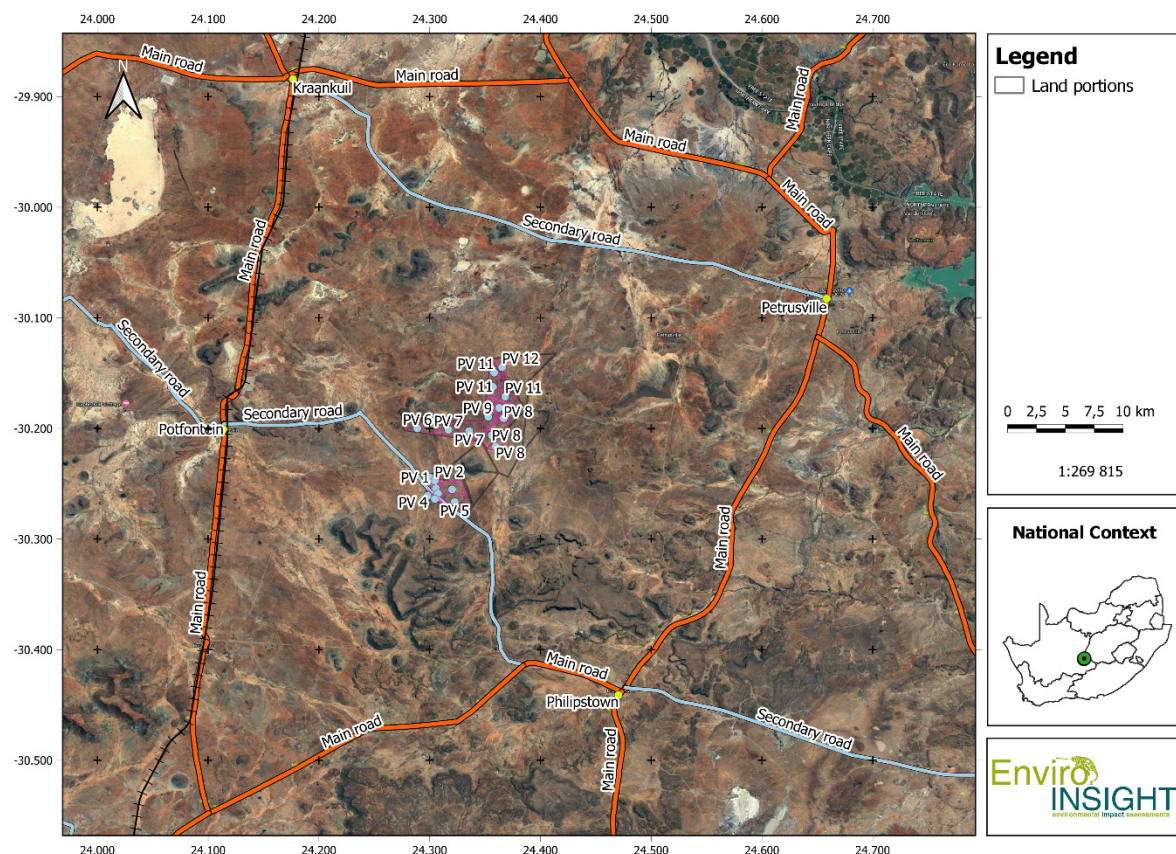 24.000 24.100 24.200 24.300 24.400 24.500 24.600 24.700
Main road
N
Kraankuil
Main road
-29.900
Main road
Main road
-30.000
Main road
Secondary road
Main road
Petrusville
-30.100
Secondary road
PV 11 PV 12
PV 11 PV 11
PV 9 PV 8
PV 6 PV 7
PV 7 PV 8
PV 8
-30.200
Secondary road
Potfontein
PV 1 PV 2
PV 4 PV 5
Main road
-30.300
Main road
Main road
-30.400
Main road
Philipstown
Main road
Secondary road
Main road
-30.500
24.000 24.100 24.200 24.300 24.400 24.500 24.600 24.700
Legend
Land portions
0 2,5 5 7,5 10 km
1:269 815
National Context
Enviro
INSIGHT
environmental impact assessments